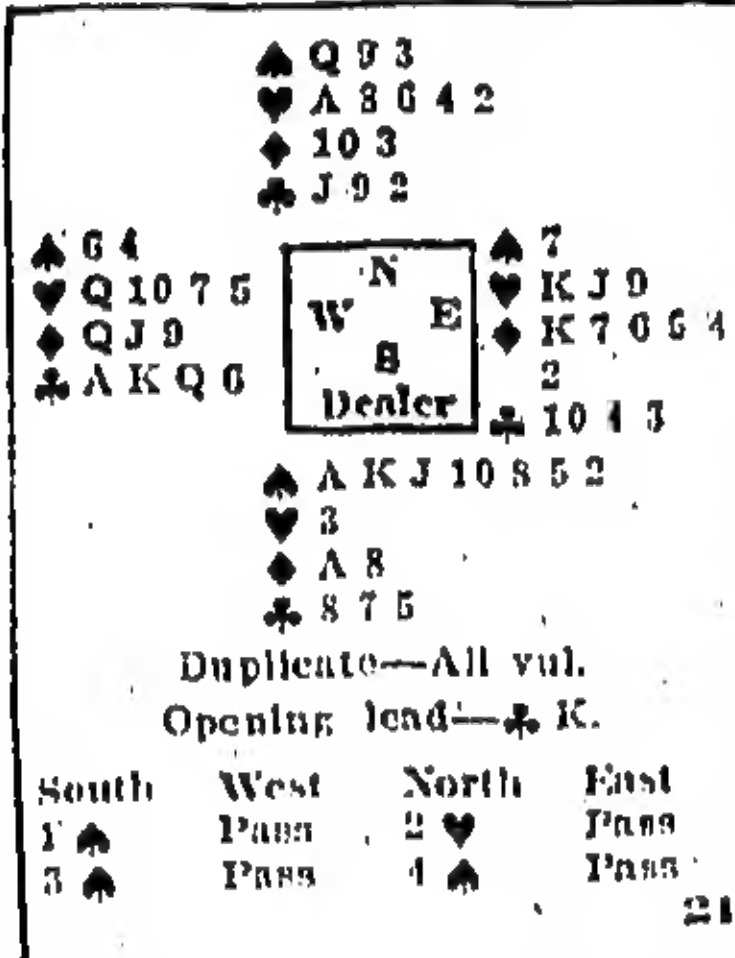 ♠ Q 9 3
♥ A 8 6 4 2
♦ 10 3
♣ J 9 2
♠ 6 4
♥ Q 10 7 5
♦ Q J 9
♣ A K Q 6
N
W E
S
Dealer
♠ 7
♥ K J 9
♦ K 7 6 5 4
2
♣ 10 4 3
♠ A K J 10 8 5 2
♥ 3
♦ A 8
♣ 8 7 5
Duplicate—All vul.
Opening lead—♣ K.
South West North East
1 ♠ Pass 2 ♥ Pass
3 ♠ Pass 4 ♠ Pass
21